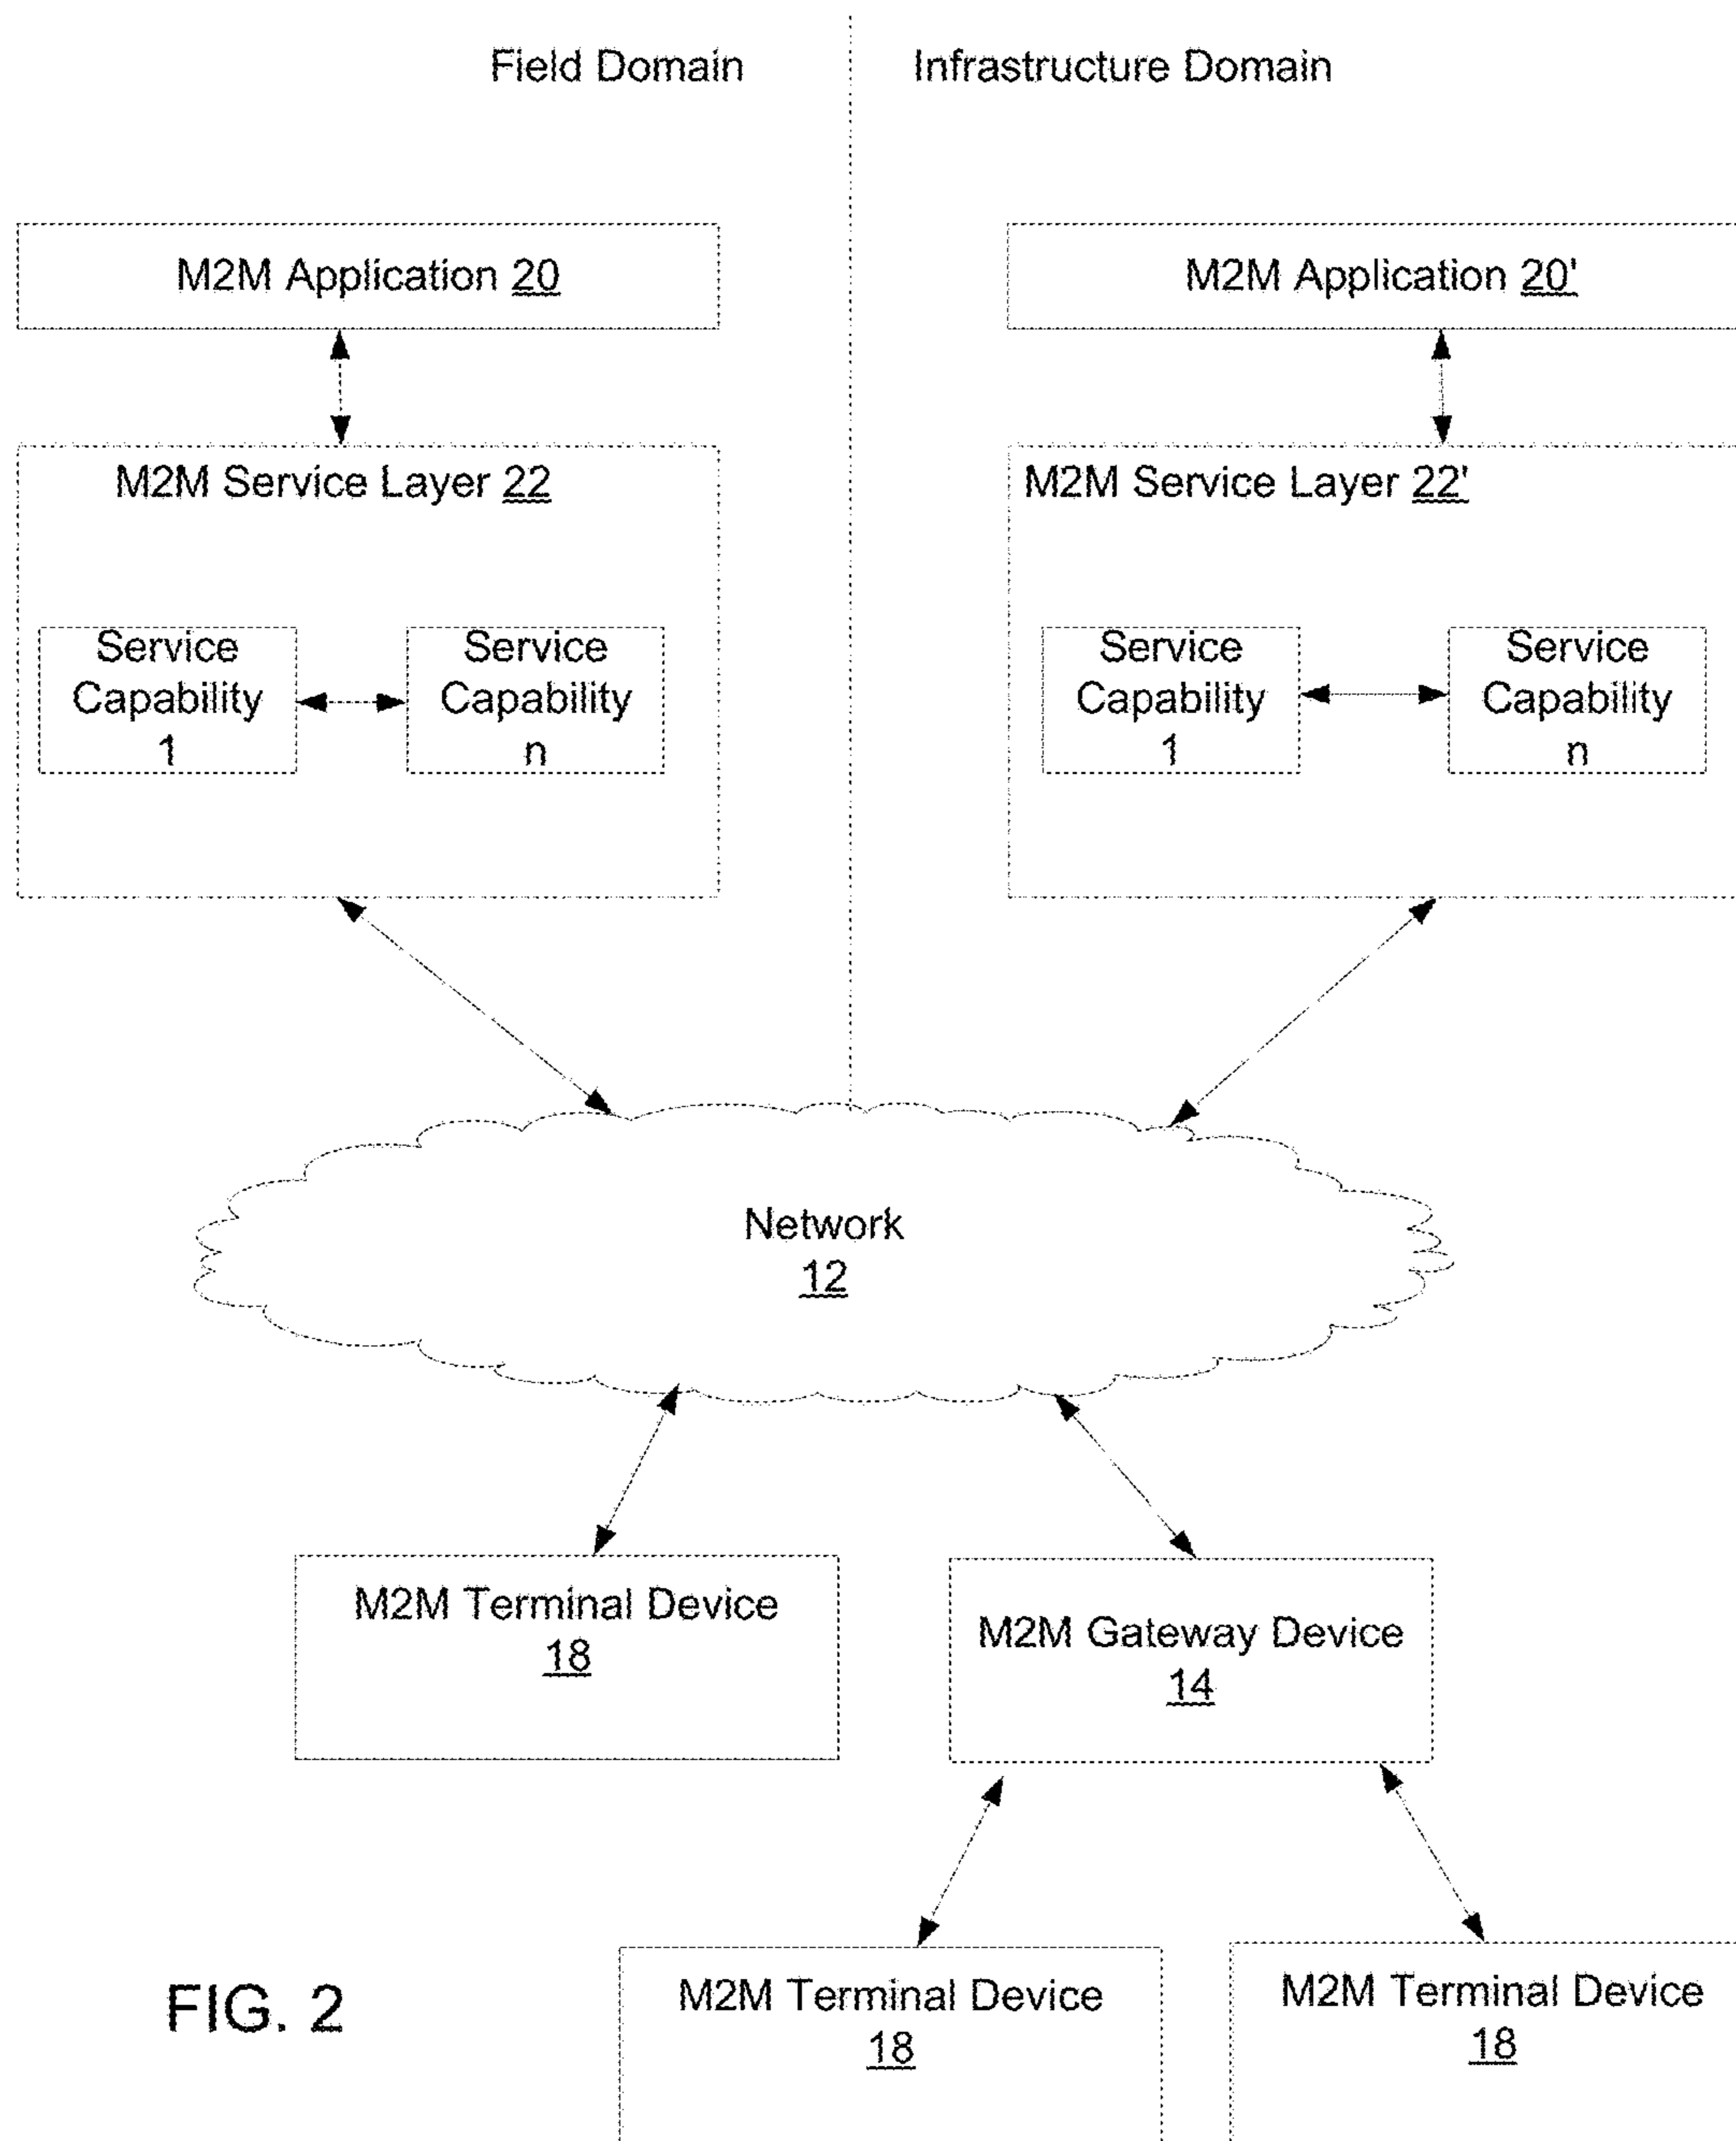 Field Domain
Infrastructure Domain
M2M Application 20
M2M Application 20'
M2M Service Layer 22
M2M Service Layer 22'
Service
Capability
1
Service
Capability
n
Service
Capability
1
Service
Capability
n
Network
12
M2M Terminal Device
18
M2M Gateway Device
14
M2M Terminal Device
18
M2M Terminal Device
18
FIG. 2